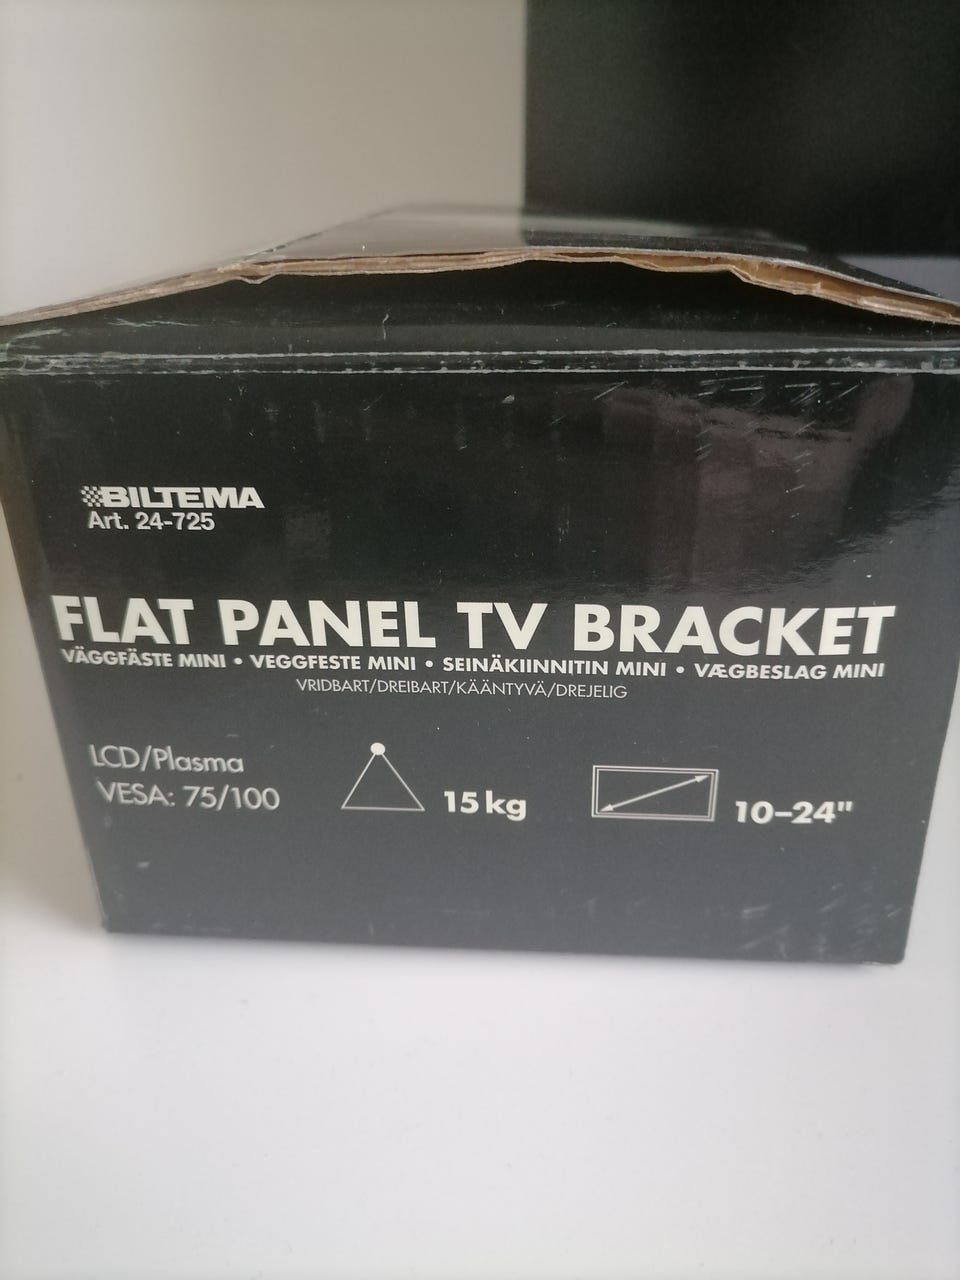 BILTEMA
Art. 24-725
FLAT PANEL TV BRACKET
VÄGGFÄSTE MINI • VEGGFESTE MINI • SEINÄKIINNITIN MINI • VÆGBESLAG MINI
VRIDBART/DREIBART/KÄÄNTYVÄ/DREJELIG
LCD/Plasma
VESA: 75/100
15 kg
10–24"